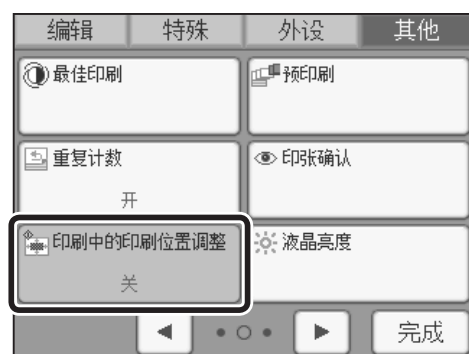 编辑 特殊 外设 其他
最佳印刷 预印刷
重复计数 印张确认
开
印刷中的印刷位置调整 液晶亮度
关
完成